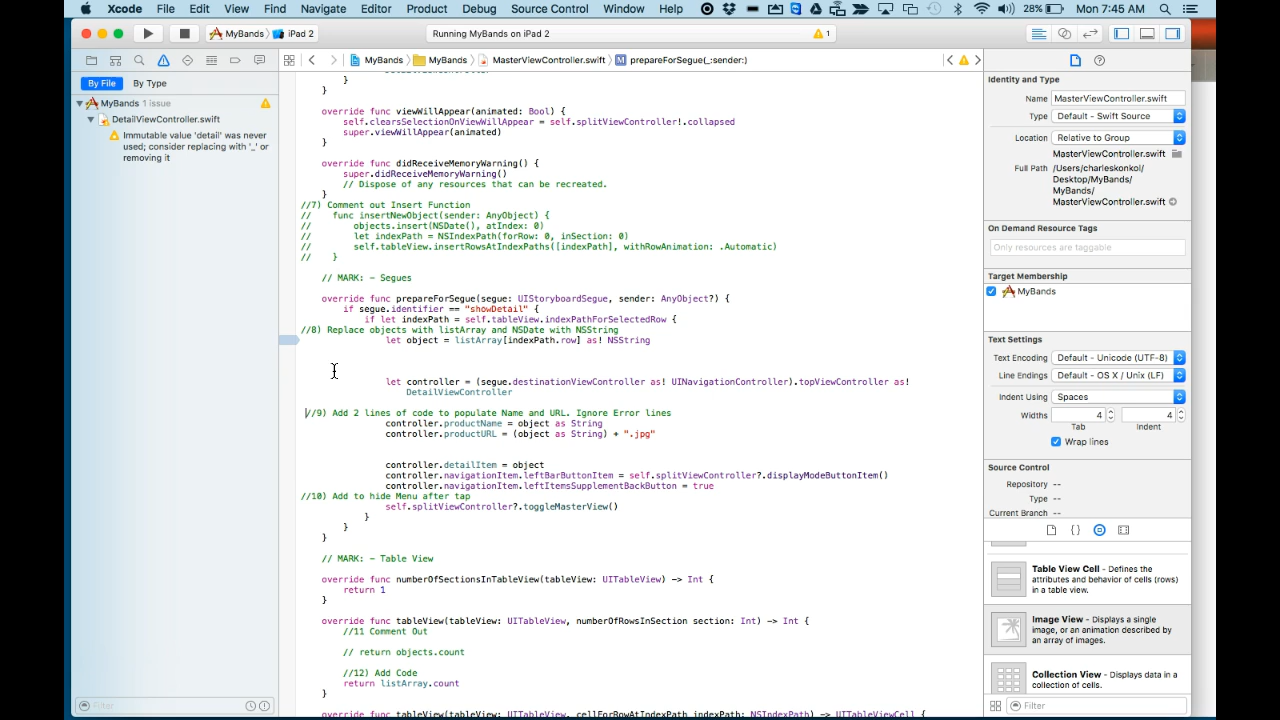 Xcode File Edit View Find Navigate Editor Product Debug Source Control Window Help 28% Mon 7:45 AM
MyBands iPad 2 Running MyBands on iPad 2 1
MyBands MyBands MasterViewController.swift M prepareForSegue(_:sender:)
By File By Type
MyBands 1 issue
DetailViewController.swift
Immutable value 'detail' was never
used; consider replacing with '_' or
removing it
Filter
}
}
override func viewWillAppear(animated: Bool) {
self.clearsSelectionOnViewWillAppear = self.splitViewController!.collapsed
super.viewWillAppear(animated)
}
override func didReceiveMemoryWarning() {
super.didReceiveMemoryWarning()
// Dispose of any resources that can be recreated.
}
//7) Comment out Insert Function
// func insertNewObject(sender: AnyObject) {
// objects.insert(NSDate(), atIndex: 0)
// let indexPath = NSIndexPath(forRow: 0, inSection: 0)
// self.tableView.insertRowsAtIndexPaths([indexPath], withRowAnimation: .Automatic)
// }
// MARK: - Segues
override func prepareForSegue(segue: UIStoryboardSegue, sender: AnyObject?) {
if segue.identifier == "showDetail" {
if let indexPath = self.tableView.indexPathForSelectedRow {
//8) Replace objects with listArray and NSDate with NSString
let object = listArray[indexPath.row] as! NSString
let controller = (segue.destinationViewController as! UINavigationController).topViewController as!
DetailViewController
//9) Add 2 lines of code to populate Name and URL. Ignore Error lines
controller.productName = object as String
controller.productURL = (object as String) + ".jpg"
controller.detailItem = object
controller.navigationItem.leftBarButtonItem = self.splitViewController?.displayModeButtonItem()
controller.navigationItem.leftItemsSupplementBackButton = true
//10) Add to hide Menu after tap
self.splitViewController?.toggleMasterView()
}
}
}
// MARK: - Table View
override func numberOfSectionsInTableView(tableView: UITableView) -> Int {
return 1
}
override func tableView(tableView: UITableView, numberOfRowsInSection section: Int) -> Int {
//11 Comment Out
// return objects.count
//12) Add Code
return listArray.count
}
override func tableView(tableView: UITableView, cellForRowAtIndexPath indexPath: NSIndexPath) -> UITableViewCell {
Identity and Type
Name MasterViewController.swift
Type Default - Swift Source
Location Relative to Group
MasterViewController.swift
Full Path /Users/charleskonkol/
Desktop/MyBands/
MyBands/
MasterViewController.swift
On Demand Resource Tags
Only resources are taggable
Target Membership
MyBands
Text Settings
Text Encoding Default - Unicode (UTF-8)
Line Endings Default - OS X / Unix (LF)
Indent Using Spaces
Widths 4 4
Tab Indent
Wrap lines
Source Control
Repository --
Type --
Current Branch --
{ }
Table View Cell - Defines the
attributes and behavior of cells (rows)
in a table view.
Image View - Displays a single
image, or an animation described by
an array of images.
Collection View - Displays data in a
collection of cells.
Filter